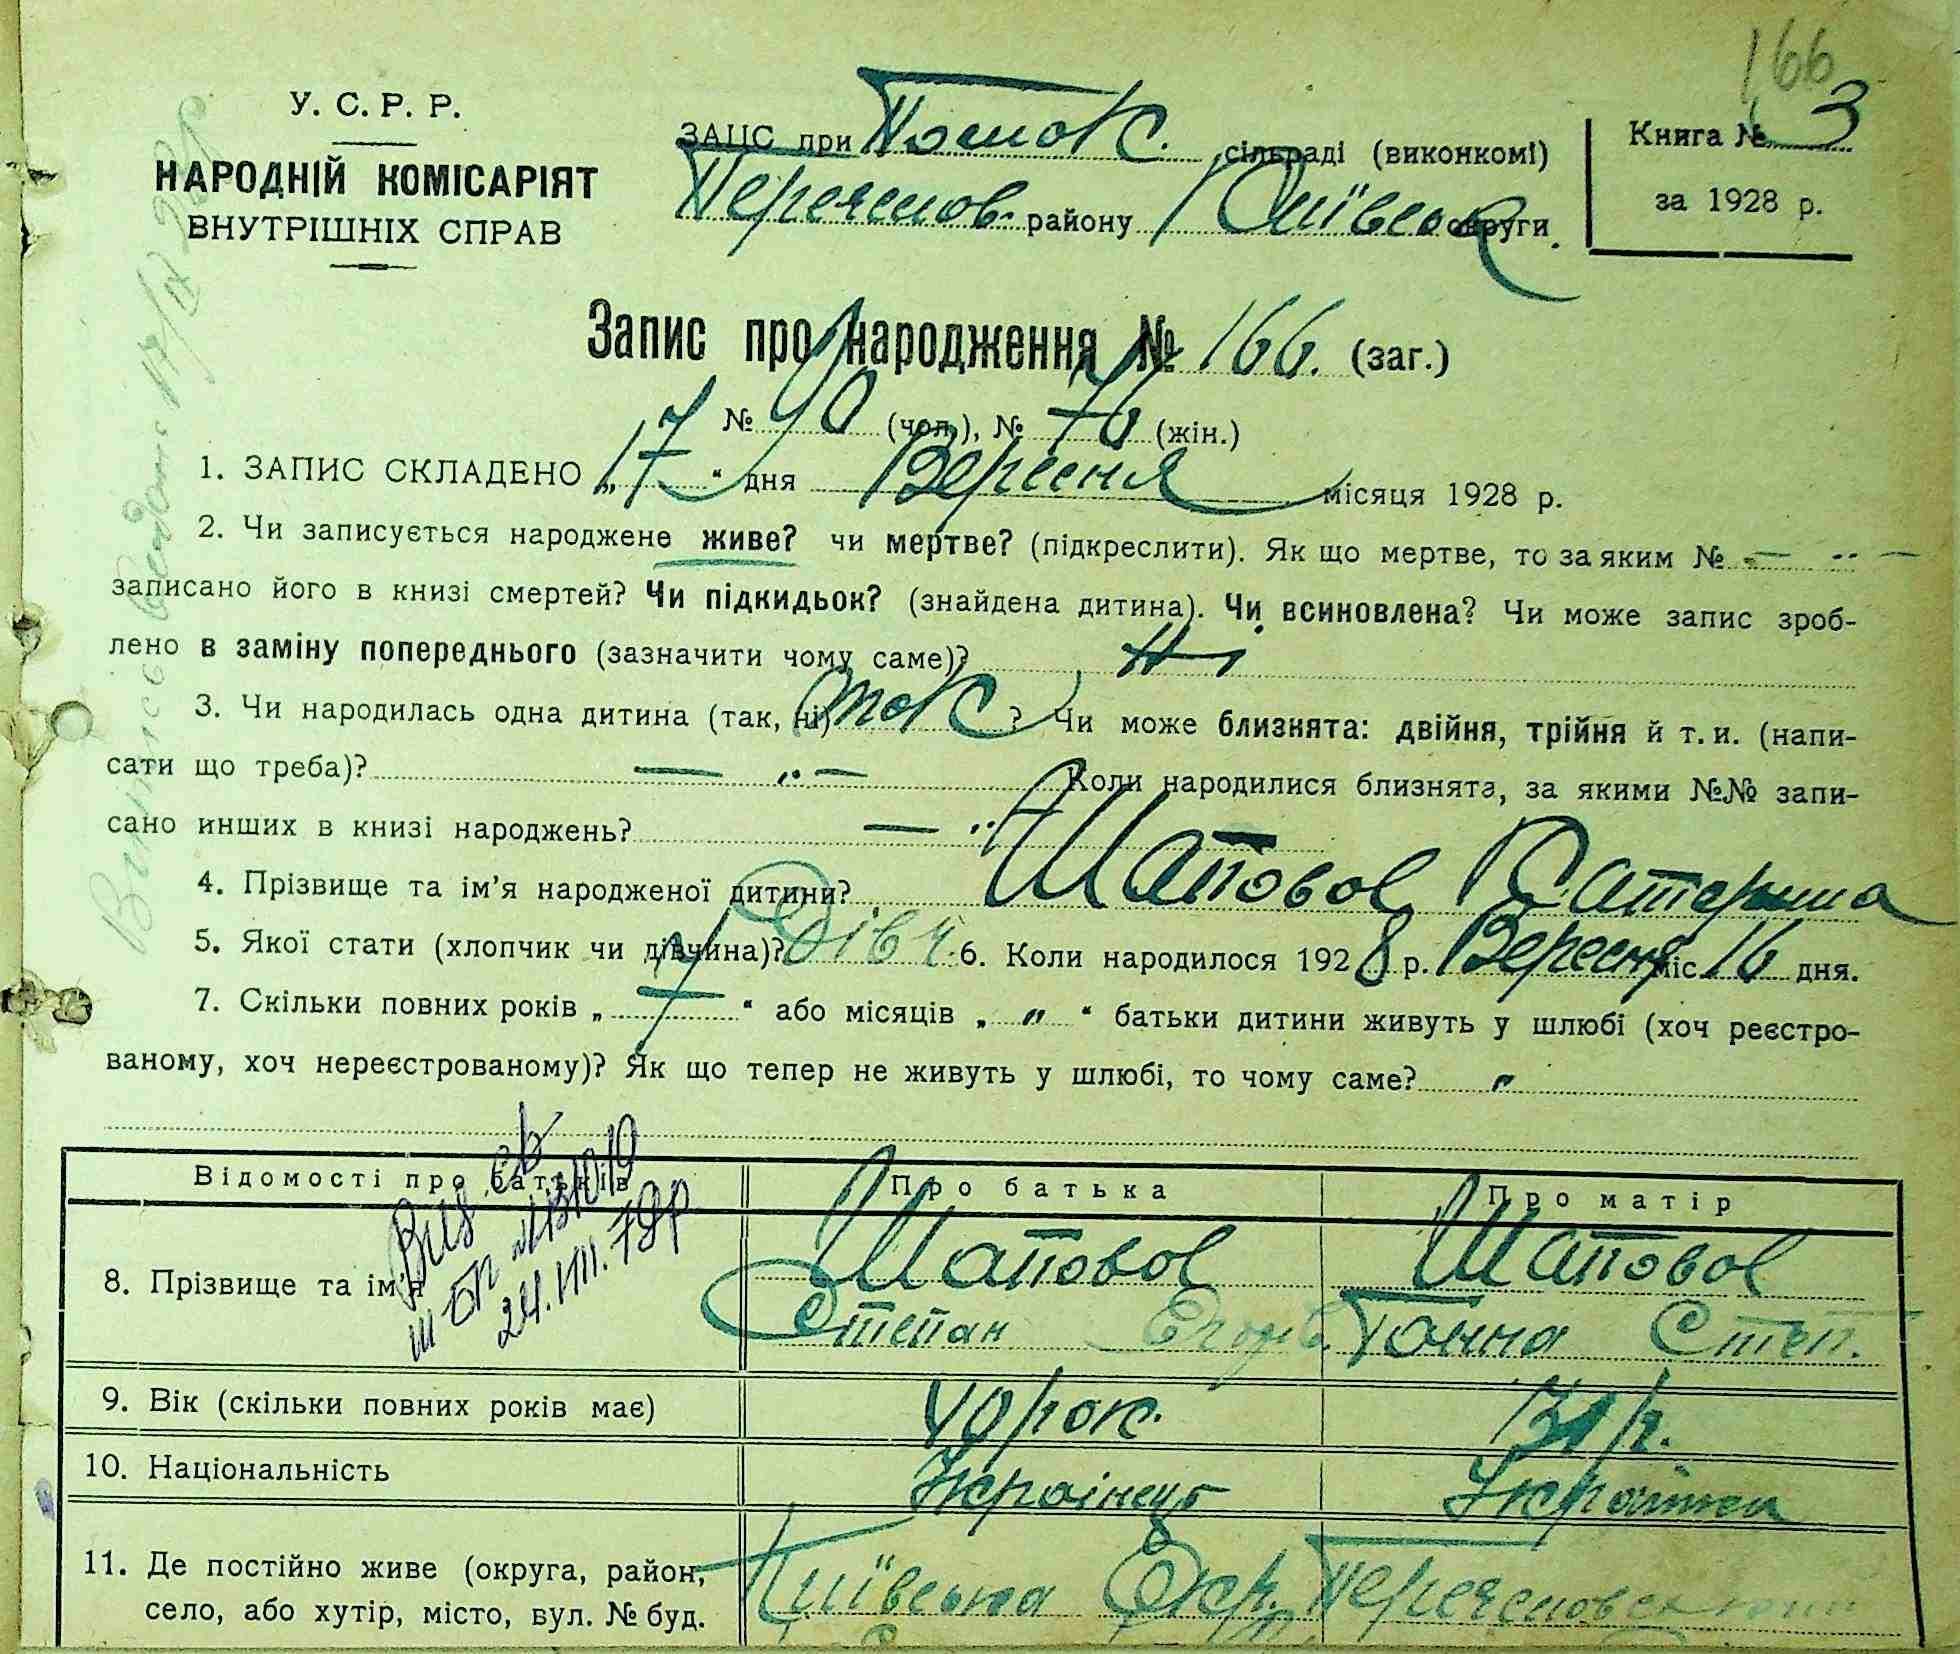 166
У. С. Р. Р.
НАРОДНІЙ КОМІСАРІЯТ
ВНУТРІШНІХ СПРАВ
ЗАЦС при Поток. сільраді (виконкомі)
Переяслов. району Київськ округи
Книга № 3
за 1928 р.
Запис про народження № 166. (заг.)
№ 90 (чол.), № 76 (жін.)
1. ЗАПИС СКЛАДЕНО „17“ дня Вересня місяця 1928 р.
2. Чи записується народжене живе? чи мертве? (підкреслити). Як що мертве, то за яким № — „ —
записано його в книзі смертей? Чи підкидьок? (знайдена дитина). Чи всиновлена? Чи може запис зроб-
лено в заміну попереднього (зазначити чому саме)? Ні
3. Чи народилась одна дитина (так, ні) так? Чи може близнята: двійня, трійня й т. и. (напи-
сати що треба)? — „ — Коли народилися близнята, за якими №№ запи-
сано инших в книзі народжень? — „ —
4. Прізвище та ім’я народженої дитини? Шаповол Катерина
5. Якої стати (хлопчик чи дівчина)? Дівч. 6. Коли народилося 1928 р. Вересня міс 16 дня.
7. Скільки повних років „7“ або місяців „ „ “ батьки дитини живуть у шлюбі (хоч реєстро-
ваному, хоч нереєстрованому)? Як що тепер не живуть у шлюбі, то чому саме? „
Відомості про батьків Про батька Про матір
8. Прізвище та ім’я Шаповол Шаповол
Степан Егоров. Ганна Степ.
24.VIII.79р
9. Вік (скільки повних років має) 40 рок. 31 р.
10. Національність Українець Українка
11. Де постійно живе (округа, район,
село, або хутір, місто, вул. № буд.
Київська Окр. Переясловськ